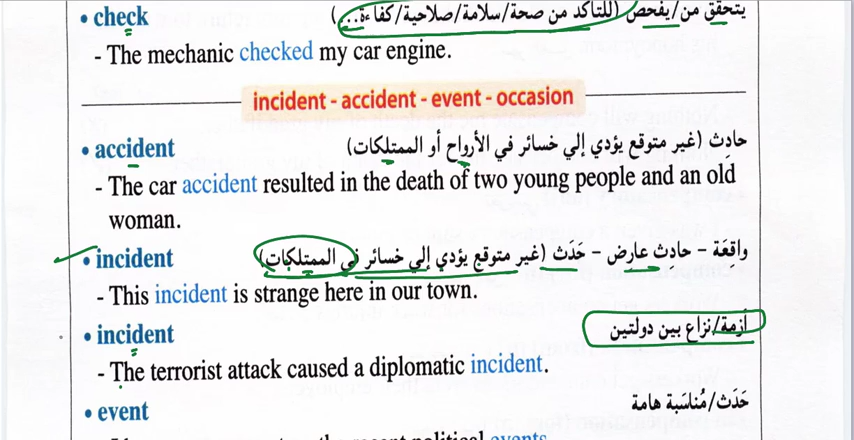 • check يتحقق من/يفحص (للتأكد من صحة/سلامة/صلاحية/كفاءة...)
- The mechanic checked my car engine.
incident - accident - event - occasion
• accident حادث (غير متوقع يؤدي إلي خسائر في الأرواح أو الممتلكات)
- The car accident resulted in the death of two young people and an old
woman.
• incident واقعَة – حادث عارض – حَدَث (غير متوقع يؤدي إلي خسائر في الممتلكات)
- This incident is strange here in our town.
• incident أزمة/نزاع بين دولتين
- The terrorist attack caused a diplomatic incident.
• event حَدَث/مُناسَبة هامة
recent political events